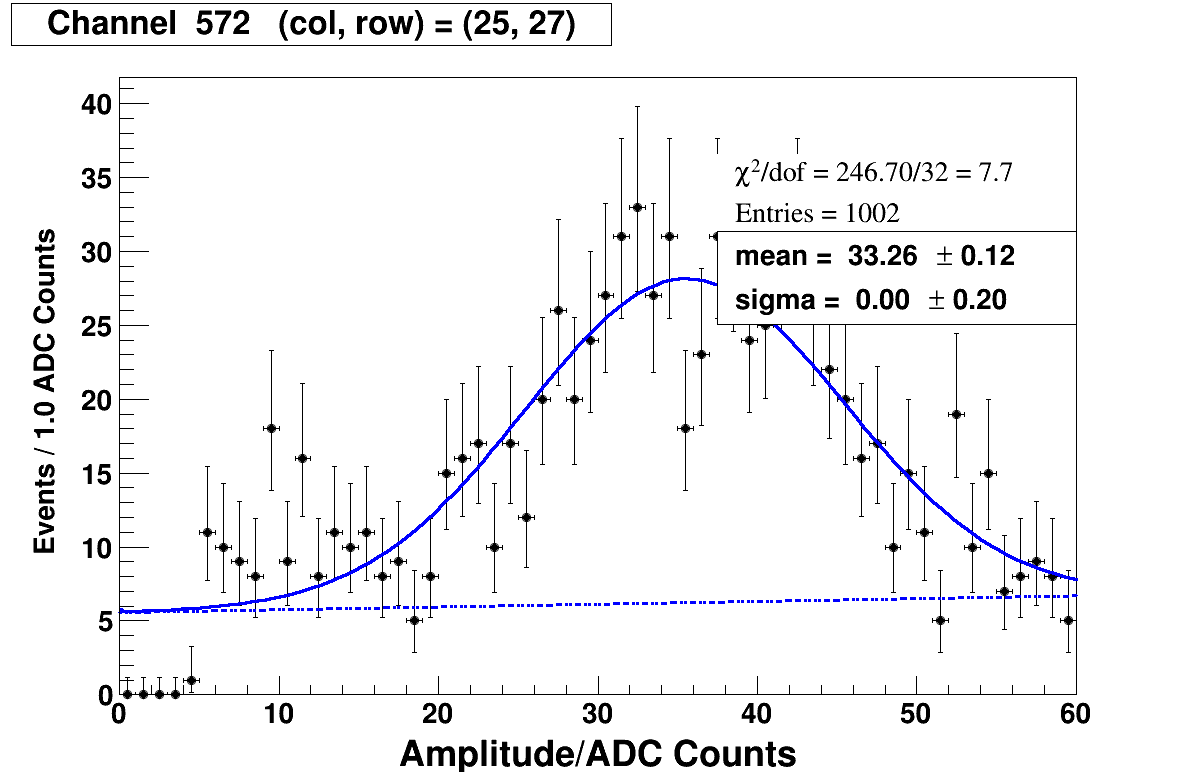 Channel 572 (col, row) = (25, 27)
40
35
30
25
20
15
10
5
0
Events / 1.0 ADC Counts
χ²/dof = 246.70/32 = 7.7
Entries = 1002
mean = 33.26 ± 0.12
sigma = 0.00 ± 0.20
0 10 20 30 40 50 60
Amplitude/ADC Counts